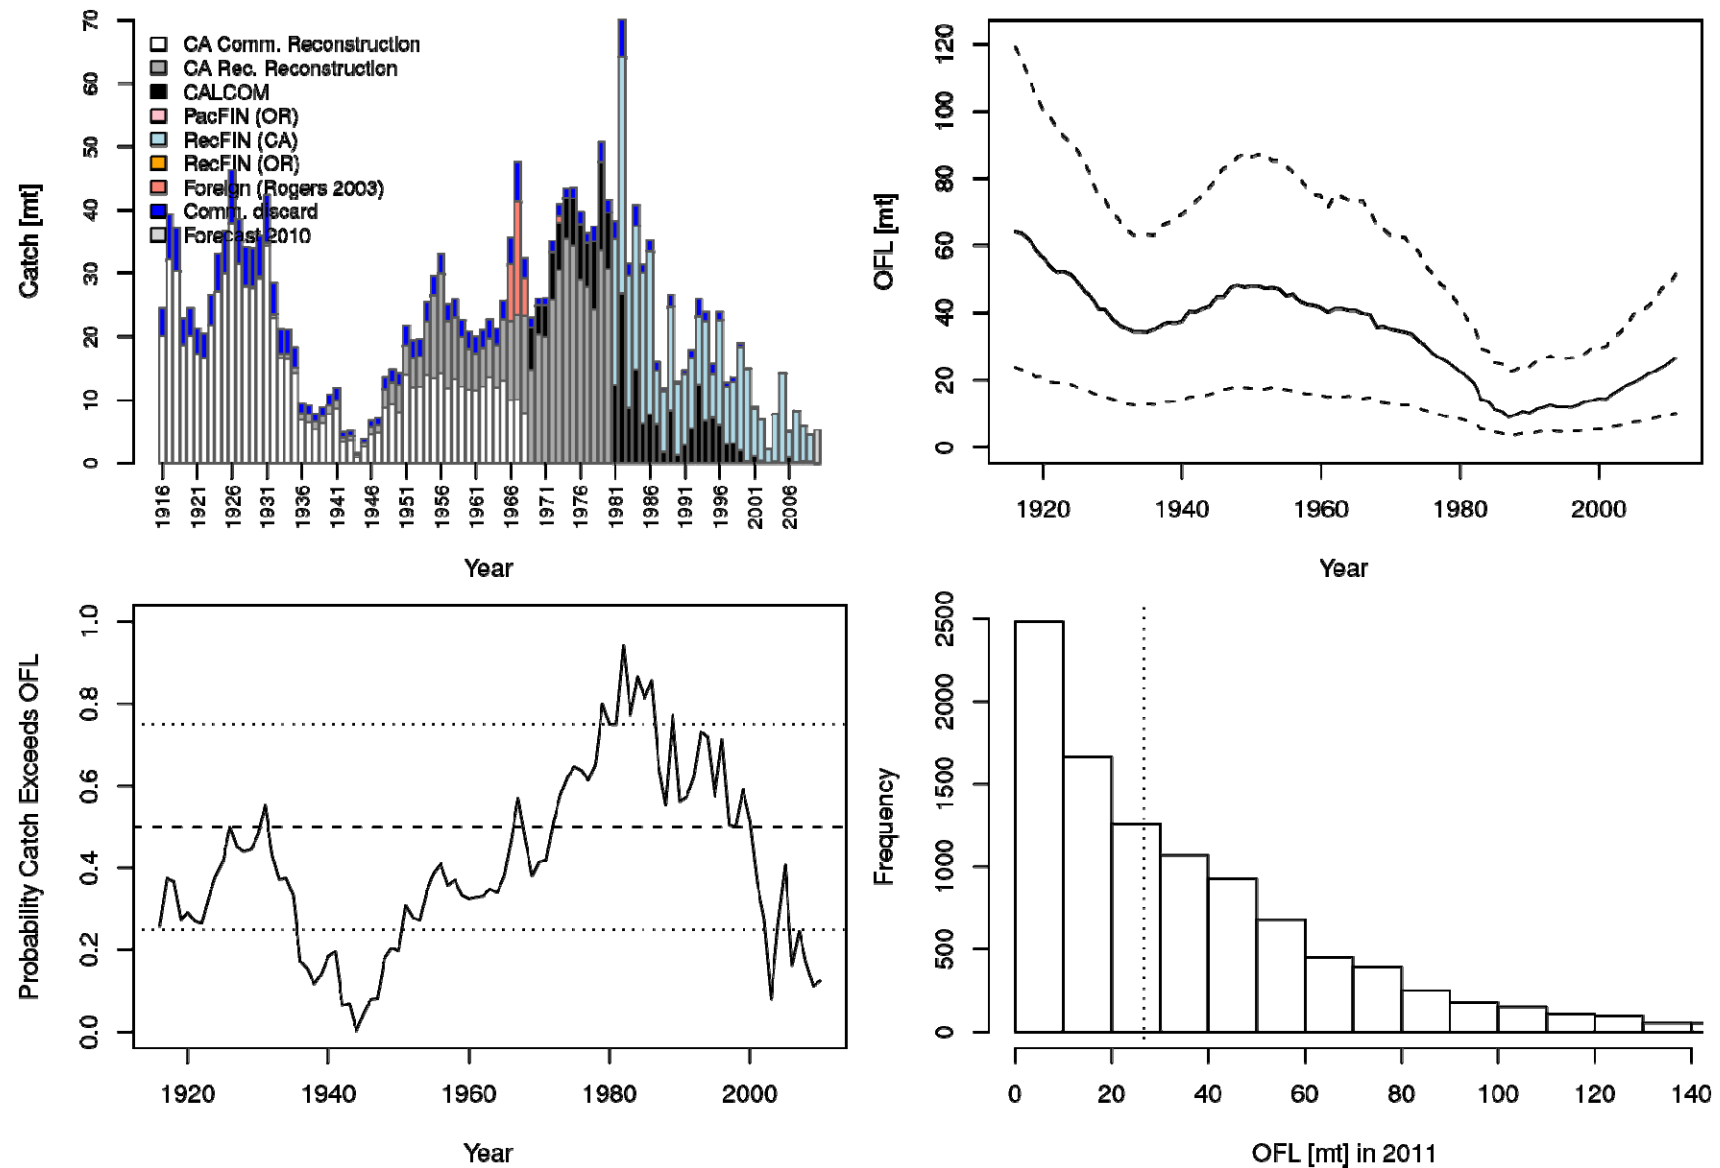 CA Comm. Reconstruction
CA Rec. Reconstruction
CALCOM
PacFIN (OR)
RecFIN (CA)
RecFIN (OR)
Foreign (Rogers 2003)
Comm. discard
Forecast 2010
Catch [mt]
0 10 20 30 40 50 60 70
1916 1921 1926 1931 1936 1941 1946 1951 1956 1961 1966 1971 1976 1981 1986 1991 1996 2001 2006
Year
OFL [mt]
0 20 40 60 80 100 120
1920 1940 1960 1980 2000
Year
Probability Catch Exceeds OFL
0.0 0.2 0.4 0.6 0.8 1.0
1920 1940 1960 1980 2000
Year
Frequency
0 500 1000 1500 2000 2500
0 20 40 60 80 100 120 140
OFL [mt] in 2011